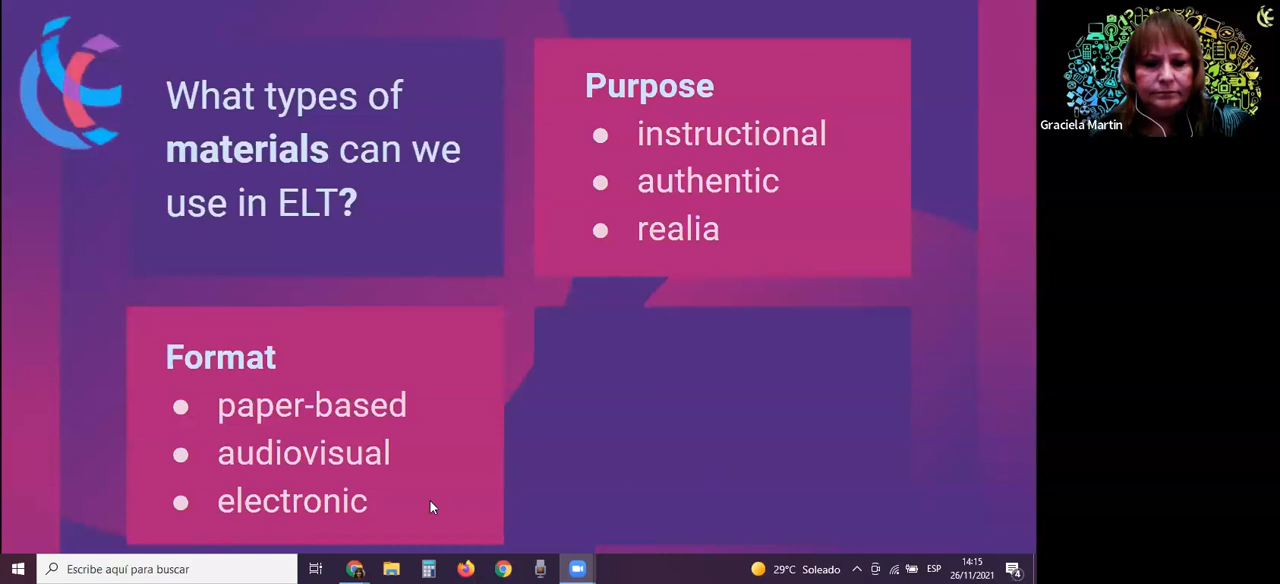 What types of
materials can we
use in ELT?
Purpose
● instructional
● authentic
● realia
Format
● paper-based
● audiovisual
● electronic
Graciela Martin
Escribe aquí para buscar
29°C Soleado
ESP
14:15
26/11/2021
4